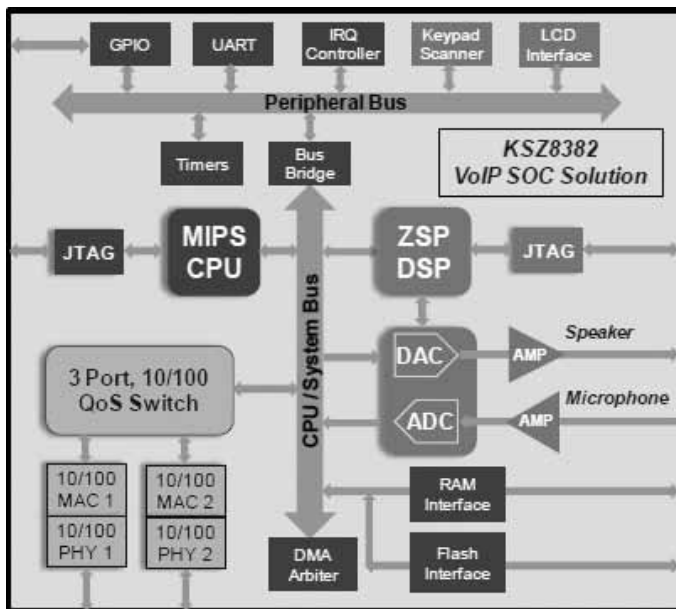 GPIO
UART
IRQ
Controller
Keypad
Scanner
LCD
Interface
Peripheral Bus
Timers
Bus
Bridge
KSZ8382
VoIP SOC Solution
JTAG
MIPS
CPU
ZSP
DSP
JTAG
CPU / System Bus
3 Port, 10/100
QoS Switch
DAC
AMP
Speaker
ADC
AMP
Microphone
10/100
MAC 1
10/100
PHY 1
10/100
MAC 2
10/100
PHY 2
RAM
Interface
DMA
Arbiter
Flash
Interface